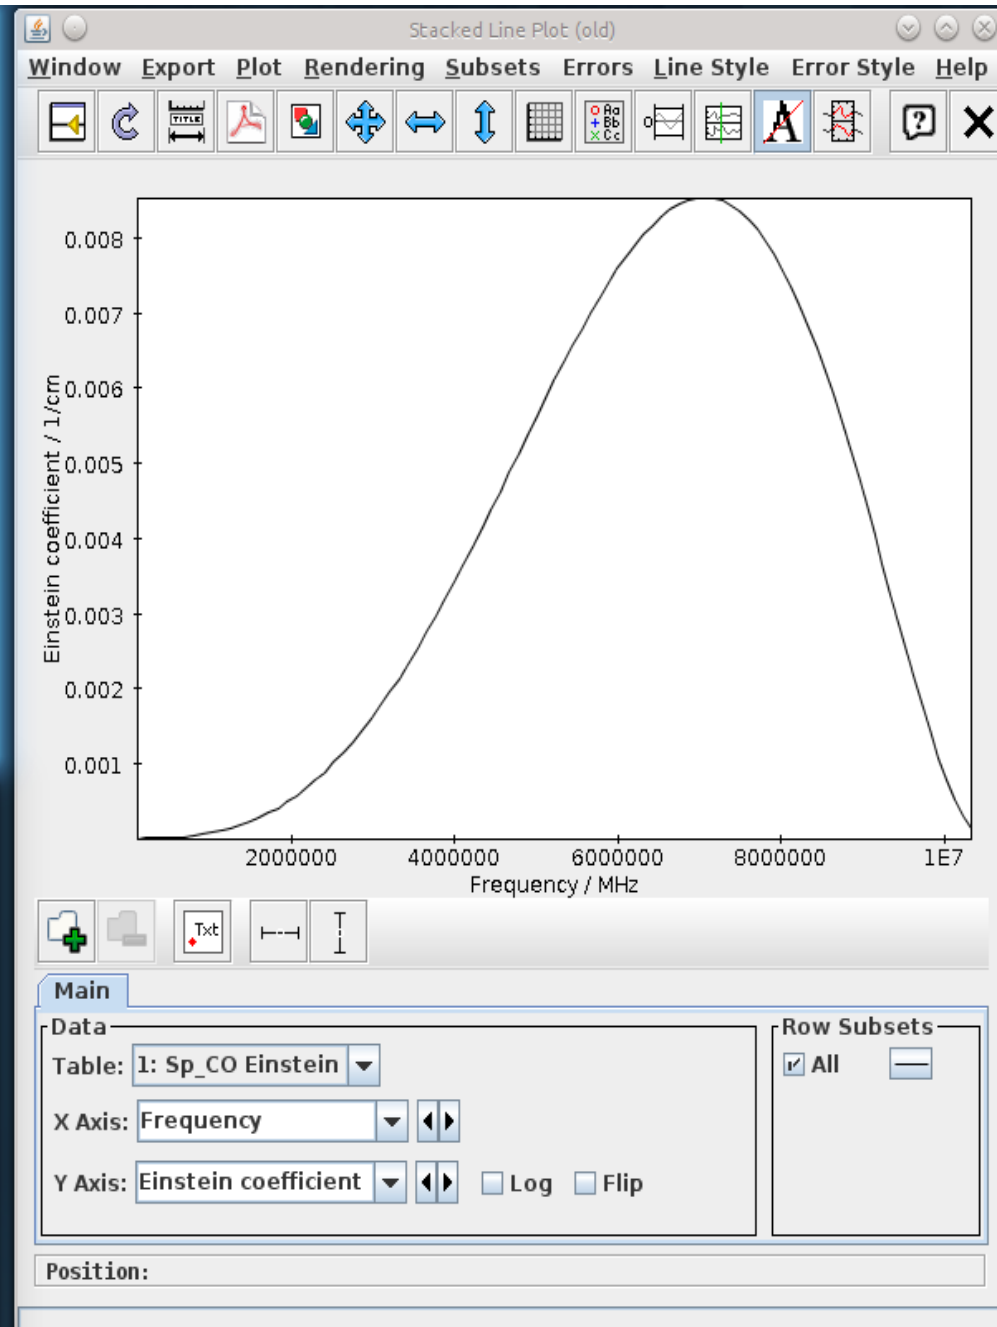 Stacked Line Plot (old)
Window Export Plot Rendering Subsets Errors Line Style Error Style Help
TITLE
Aa
Bb
Cc
0.008
0.007
0.006
0.005
0.004
0.003
0.002
0.001
Einstein coefficient / 1/cm
2000000 4000000 6000000 8000000 1E7
Frequency / MHz
Txt
Main
Data
Row Subsets
Table: 1: Sp_CO Einstein
All
X Axis: Frequency
Y Axis: Einstein coefficient Log Flip
Position: